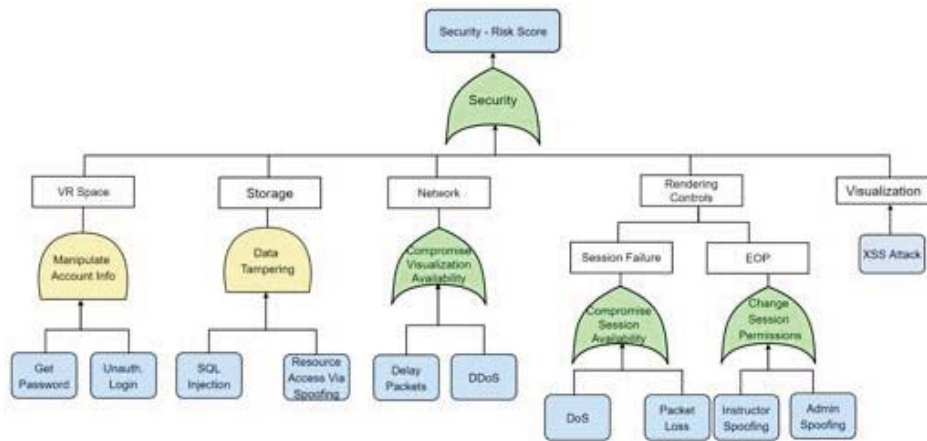 Security - Risk Score
Security
VR Space
Storage
Network
Rendering
Controls
Visualization
Manipulate
Account Info
Data
Tampering
Compromise
Visualization
Availability
Session Failure
EOP
XSS Attack
Compromise
Session
Availability
Change
Session
Permissions
Get
Password
Unauth.
Login
SQL
Injection
Resource
Access Via
Spoofing
Delay
Packets
DDoS
DoS
Packet
Loss
Instructor
Spoofing
Admin
Spoofing